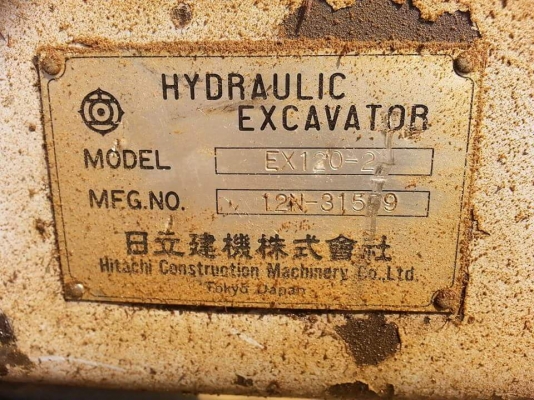 HYDRAULIC
EXCAVATOR
MODEL EX120-2
MFG.NO.
日立建機株式會社
Hitachi Construction Machinery Co., Ltd.
Tokyo Japan